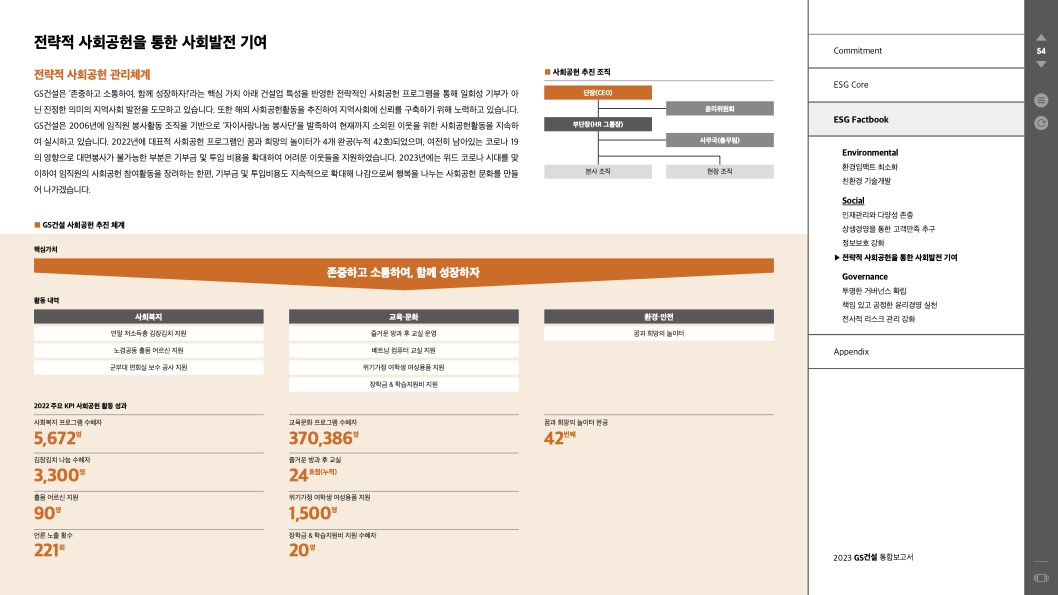 전략적 사회공헌을 통한 사회발전 기여
전략적 사회공헌 관리체계
GS건설은 '존중하고 소통하여, 함께 성장하자!'라는 핵심 가치 아래 건설업 특성을 반영한 전략적인 사회공헌 프로그램을 통해 일회성 기부가 아
닌 진정한 의미의 지역사회 발전을 도모하고 있습니다. 또한 해외 사회공헌활동을 추진하여 지역사회에 신뢰를 구축하기 위해 노력하고 있습니다.
GS건설은 2006년에 임직원 봉사활동 조직을 기반으로 '자이사랑나눔 봉사단'을 발족하여 현재까지 소외된 이웃을 위한 사회공헌활동을 지속하
여 실시하고 있습니다. 2022년에 대표적 사회공헌 프로그램인 꿈과 희망의 놀이터가 4개 완공(누적 42호)되었으며, 여전히 남아있는 코로나 19
의 영향으로 대면봉사가 불가능한 부분은 기부금 및 투입 비용을 확대하여 어려운 이웃들을 지원하였습니다. 2023년에는 위드 코로나 시대를 맞
이하여 임직원의 사회공헌 참여활동을 장려하는 한편, 기부금 및 투입비용도 지속적으로 확대해 나감으로써 행복을 나누는 사회공헌 문화를 만들
어 나가겠습니다.
■ 사회공헌 추진 조직
단장(CEO)
윤리위원회
부단장(HR 그룹장)
사무국(총무팀)
본사 조직
현장 조직
■ GS건설 사회공헌 추진 체계
핵심가치
존중하고 소통하여, 함께 성장하자
활동 내역
사회복지
연말 저소득층 김장김치 지원
노경공동 홀몸 어르신 지원
군부대 면회실 보수 공사 지원
교육·문화
즐거운 방과 후 교실 운영
베트남 컴퓨터 교실 지원
위기가정 여학생 여성용품 지원
장학금 & 학습지원비 지원
환경·안전
꿈과 희망의 놀이터
2022 주요 KPI 사회공헌 활동 성과
사회복지 프로그램 수혜자
5,672명
김장김치 나눔 수혜자
3,300명
홀몸 어르신 지원
90명
언론 노출 횟수
221회
교육문화 프로그램 수혜자
370,386명
즐거운 방과 후 교실
24호점(누적)
위기가정 여학생 여성용품 지원
1,500명
장학금 & 학습지원비 지원 수혜자
20명
꿈과 희망의 놀이터 완공
42번째
Commitment
ESG Core
ESG Factbook
Environmental
환경임팩트 최소화
친환경 기술개발
Social
인재관리와 다양성 존중
상생경영을 통한 고객만족 추구
정보보호 강화
▶ 전략적 사회공헌을 통한 사회발전 기여
Governance
투명한 거버넌스 확립
책임 있고 공정한 윤리경영 실천
전사적 리스크 관리 강화
Appendix
2023 GS건설 통합보고서
54